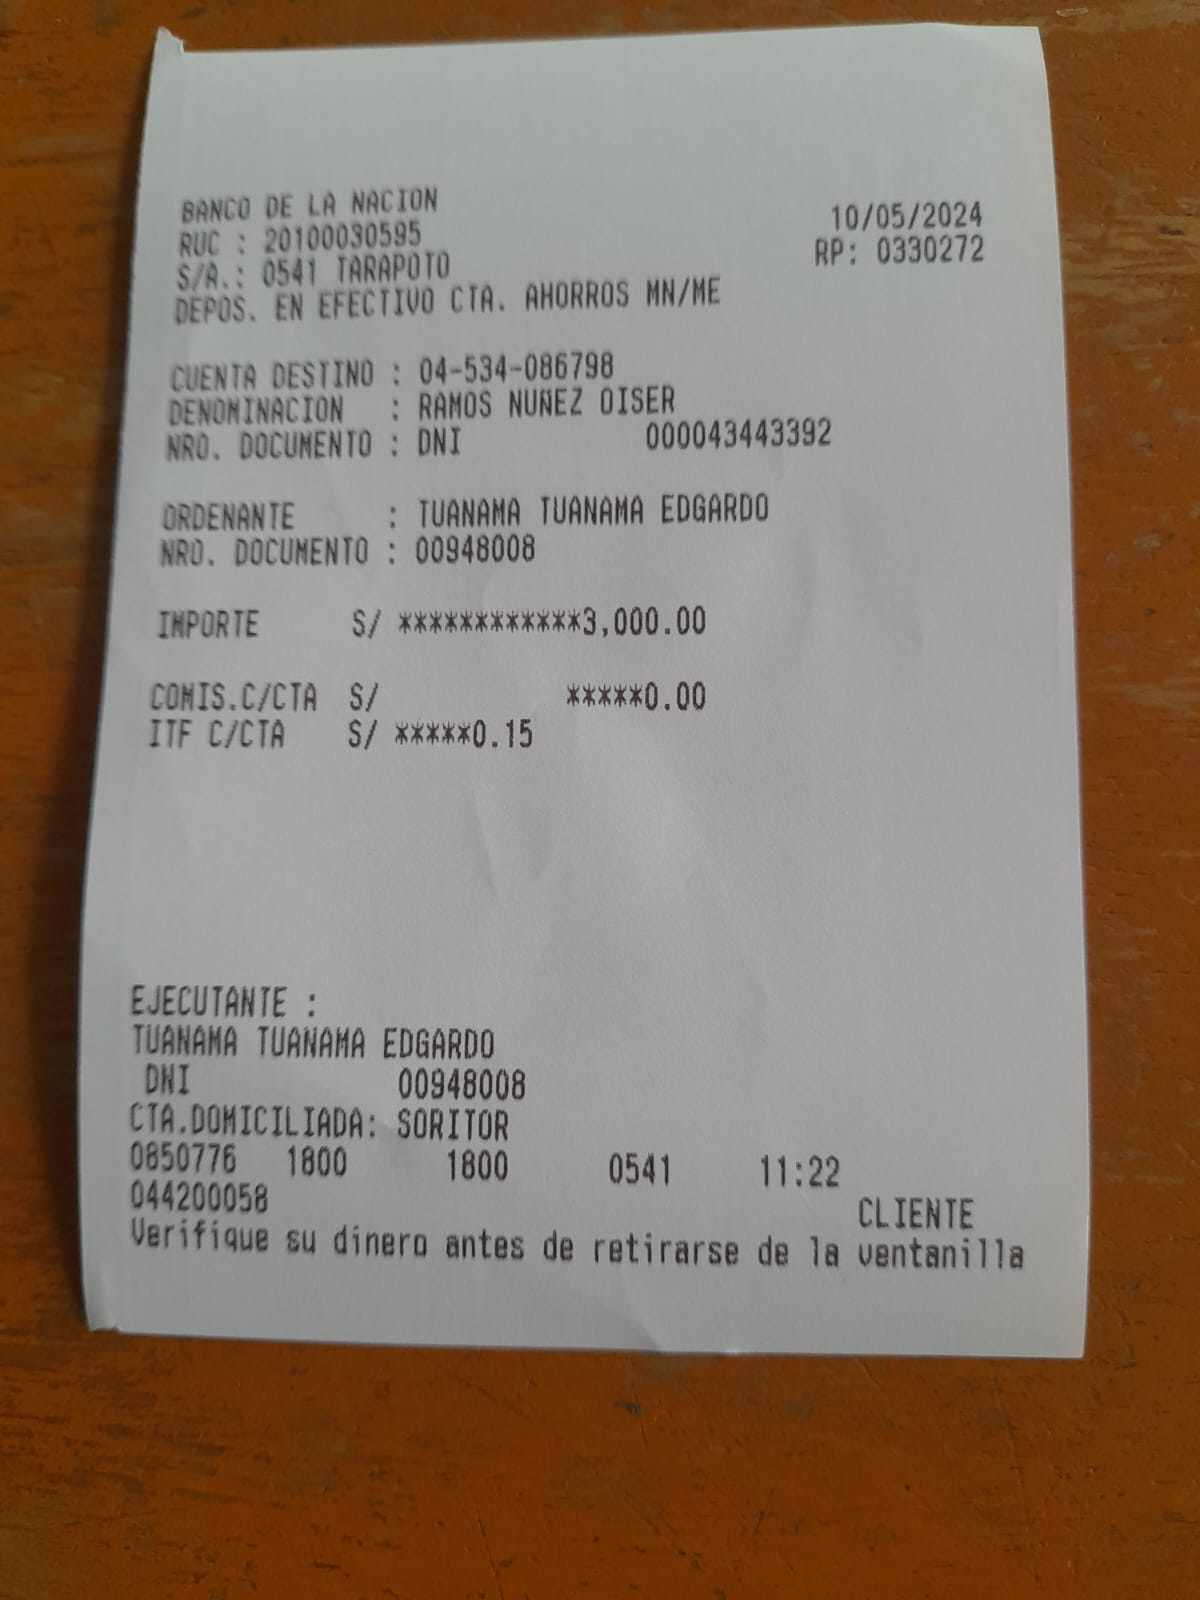 BANCO DE LA NACION
10/05/2024
RUC : 20100030595
RP: 0330272
S/A.: 0541 TARAPOTO
DEPOS. EN EFECTIVO CTA. AHORROS MN/ME
CUENTA DESTINO : 04-534-086798
DENOMINACION : RAMOS NUÑEZ OISER
NRO. DOCUMENTO : DNI 000043443392
ORDENANTE : TUANAMA TUANAMA EDGARDO
NRO. DOCUMENTO : 00948008
IMPORTE S/ ************3,000.00
COMIS.C/CTA S/ *****0.00
ITF C/CTA S/ *****0.15
EJECUTANTE :
TUANAMA TUANAMA EDGARDO
DNI 00948008
CTA.DOMICILIADA: SORITOR
0850776 1800 1800 0541 11:22
044200058
CLIENTE
Verifique su dinero antes de retirarse de la ventanilla